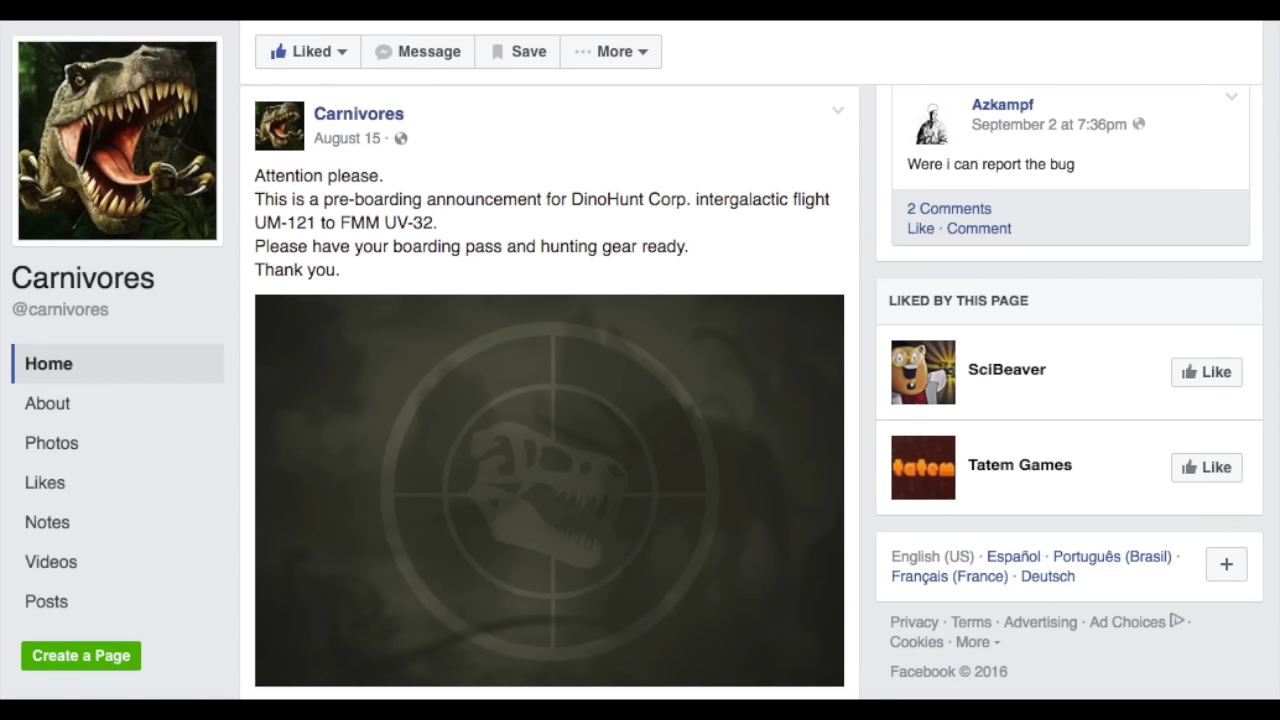 Liked
Message
Save
More
Carnivores
@carnivores
Home
About
Photos
Likes
Notes
Videos
Posts
Create a Page
Carnivores
August 15 ·
Attention please.
This is a pre-boarding announcement for DinoHunt Corp. intergalactic flight
UM-121 to FMM UV-32.
Please have your boarding pass and hunting gear ready.
Thank you.
Azkampf
September 2 at 7:36pm
Were i can report the bug
2 Comments
Like · Comment
LIKED BY THIS PAGE
SciBeaver
Like
tatem
Tatem Games
Like
English (US) · Español · Português (Brasil) ·
Français (France) · Deutsch
+
Privacy · Terms · Advertising · Ad Choices ·
Cookies · More
Facebook © 2016